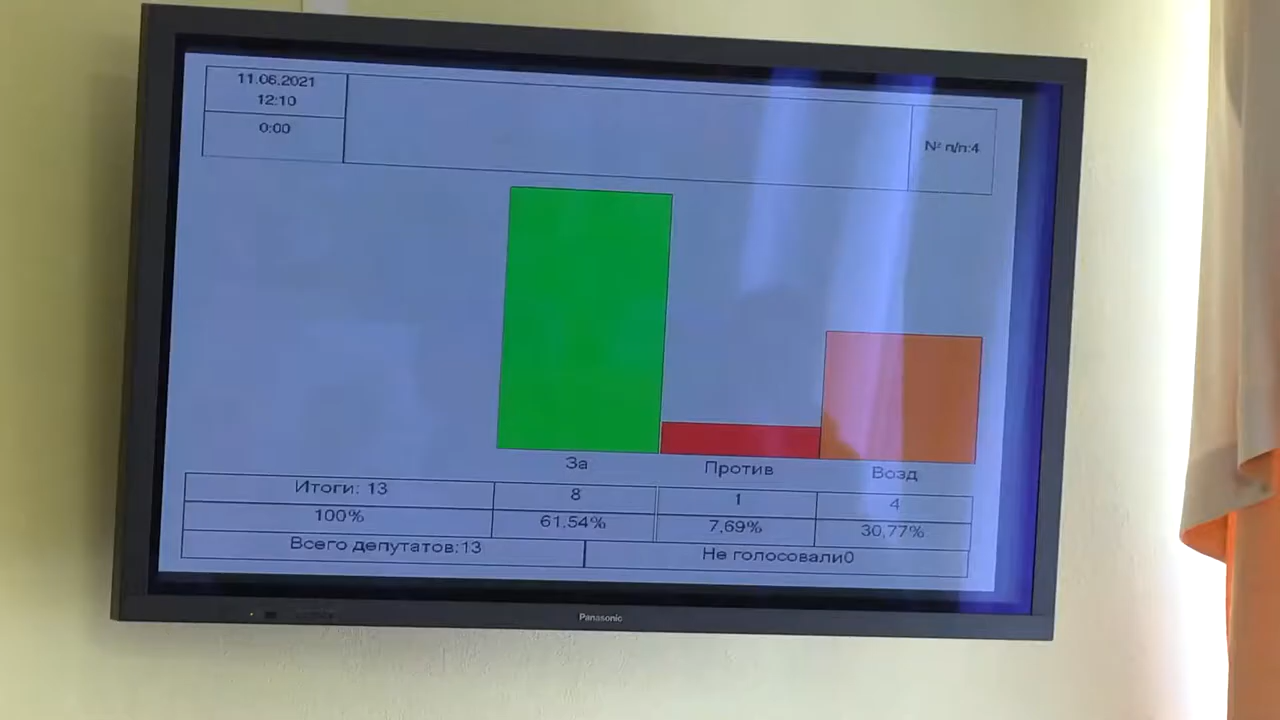 11.06.2021
12:10
0:00
№ п/п:4
За
Против
Возд
Итоги: 13
8
1
4
100%
61.54%
7,69%
30,77%
Всего депутатов:13
Не голосовали0
Panasonic